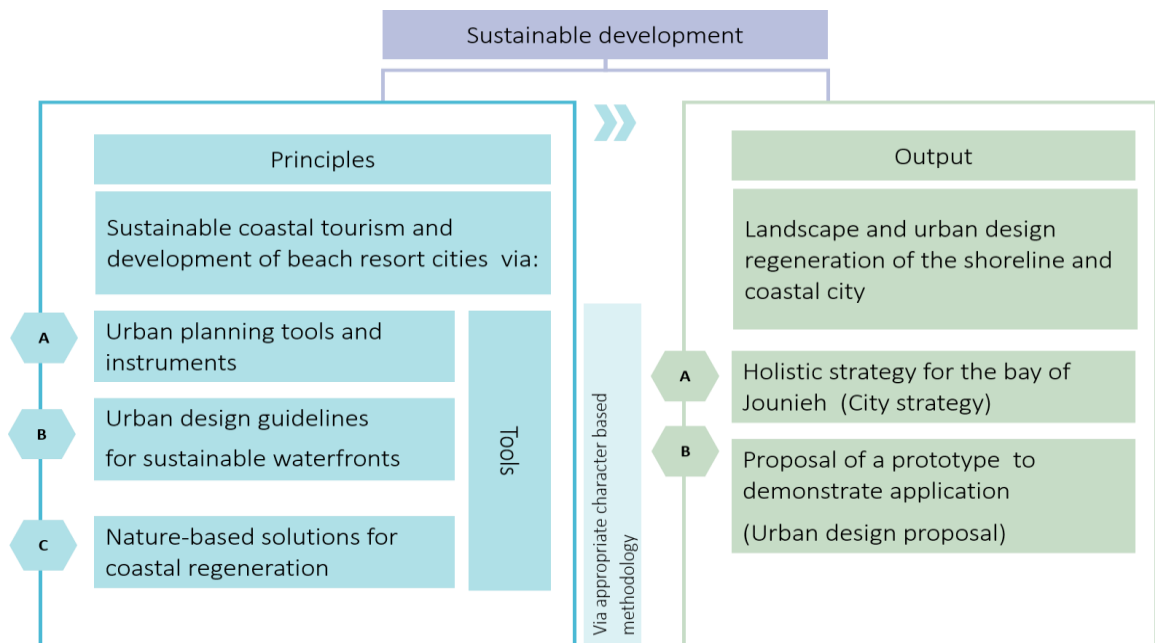 Sustainable development
Principles
Sustainable coastal tourism and
development of beach resort cities via:
A
Urban planning tools and
instruments
B
Urban design guidelines
for sustainable waterfronts
C
Nature-based solutions for
coastal regeneration
Tools
Via appropriate character based
methodology
Output
Landscape and urban design
regeneration of the shoreline and
coastal city
A
Holistic strategy for the bay of
Jounieh (City strategy)
B
Proposal of a prototype to
demonstrate application
(Urban design proposal)